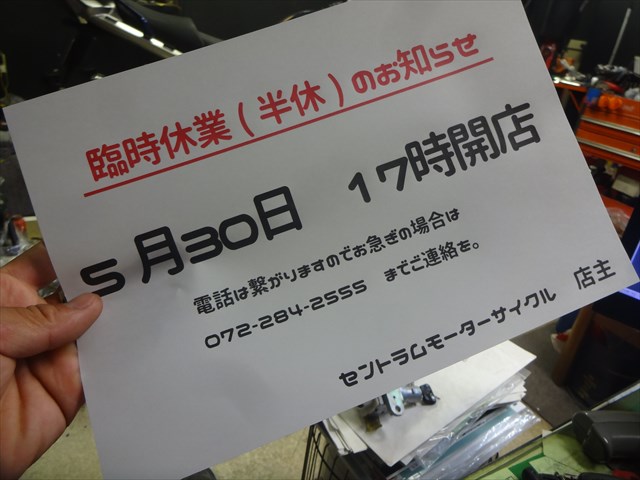 臨時休業(半休)のお知らせ
5月30日 17時開店
電話は繋がりますのでお急ぎの場合は
072-284-2555 までご連絡を。
セントラムモーターサイクル 店主